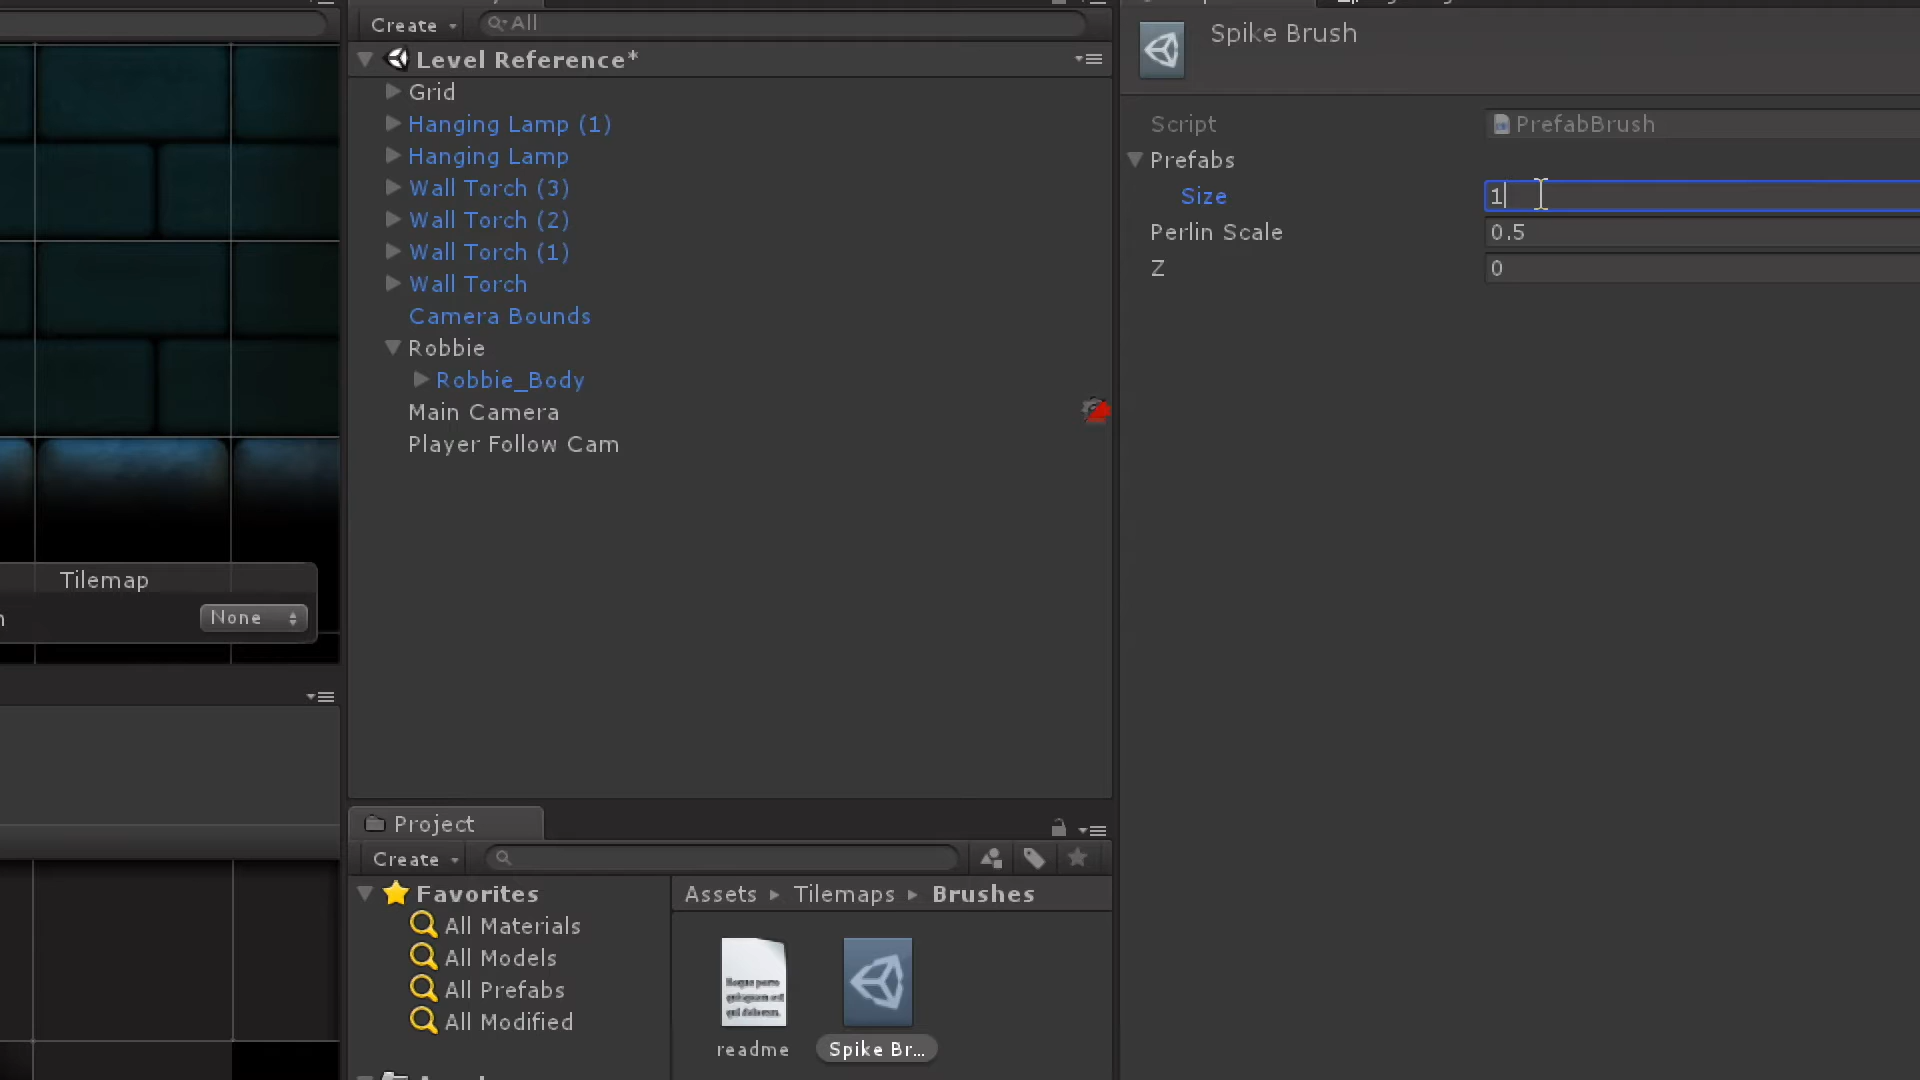 Create
All
Level Reference*
Grid
Hanging Lamp (1)
Hanging Lamp
Wall Torch (3)
Wall Torch (2)
Wall Torch (1)
Wall Torch
Camera Bounds
Robbie
Robbie_Body
Main Camera
Player Follow Cam
Tilemap
None
Project
Create
Favorites
All Materials
All Models
All Prefabs
All Modified
Assets ▸ Tilemaps ▸ Brushes
readme
Spike Br...
Spike Brush
Script PrefabBrush
Prefabs
Size 1
Perlin Scale 0.5
Z 0